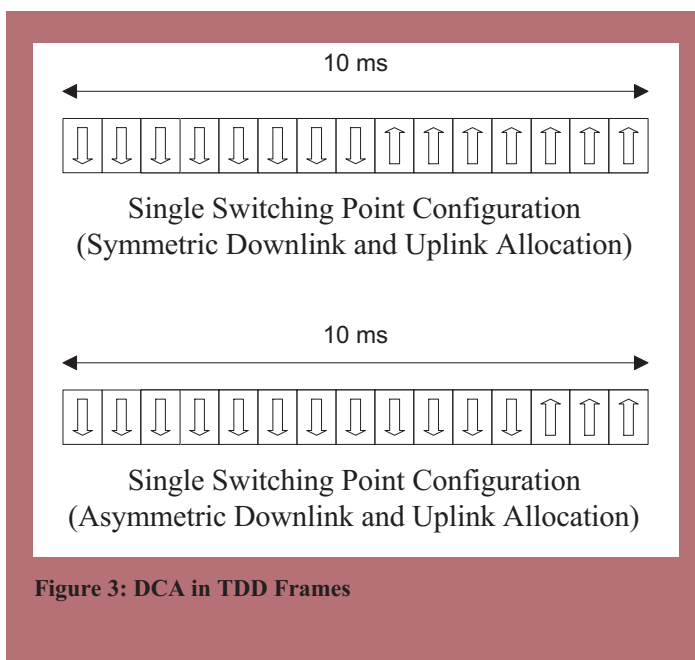 10 ms
Single Switching Point Configuration
(Symmetric Downlink and Uplink Allocation)
10 ms
Single Switching Point Configuration
(Asymmetric Downlink and Uplink Allocation)
Figure 3: DCA in TDD Frames